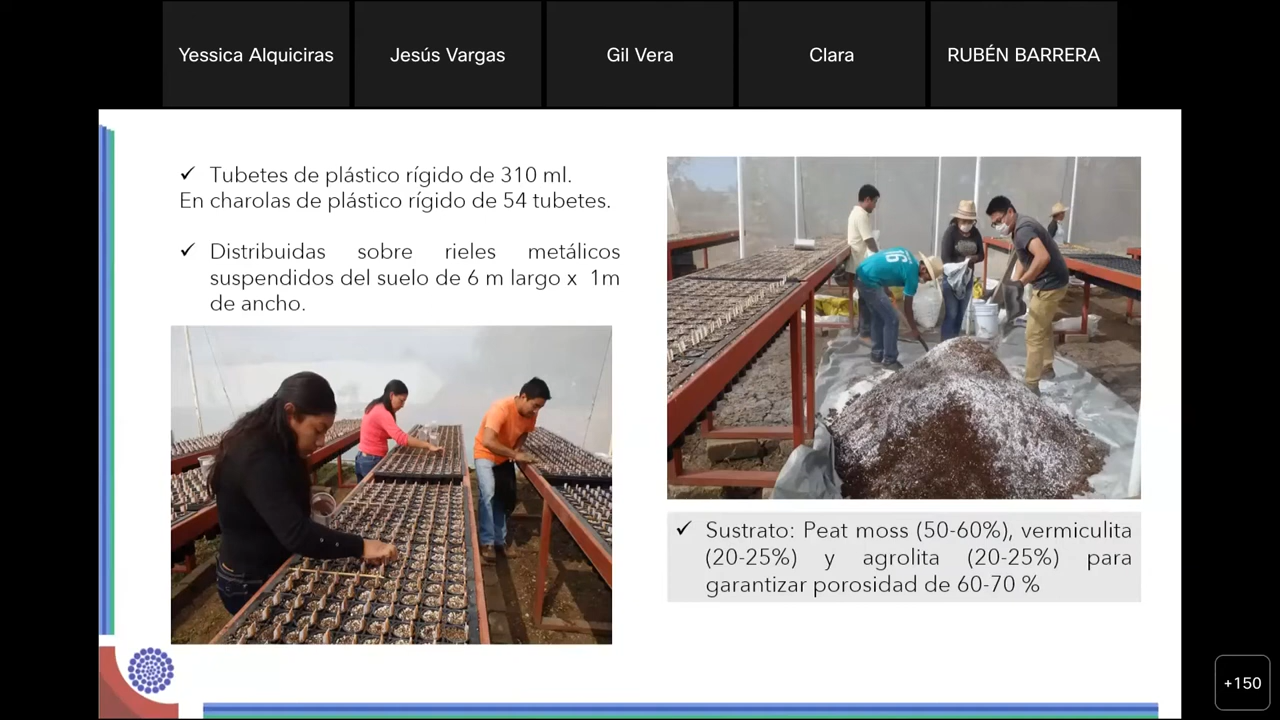 Yessica Alquiciras
Jesús Vargas
Gil Vera
Clara
RUBÉN BARRERA
✓ Tubetes de plástico rígido de 310 ml.
En charolas de plástico rígido de 54 tubetes.
✓ Distribuidas sobre rieles metálicos
suspendidos del suelo de 6 m largo x 1m
de ancho.
✓ Sustrato: Peat moss (50-60%), vermiculita
(20-25%) y agrolita (20-25%) para
garantizar porosidad de 60-70 %
+150